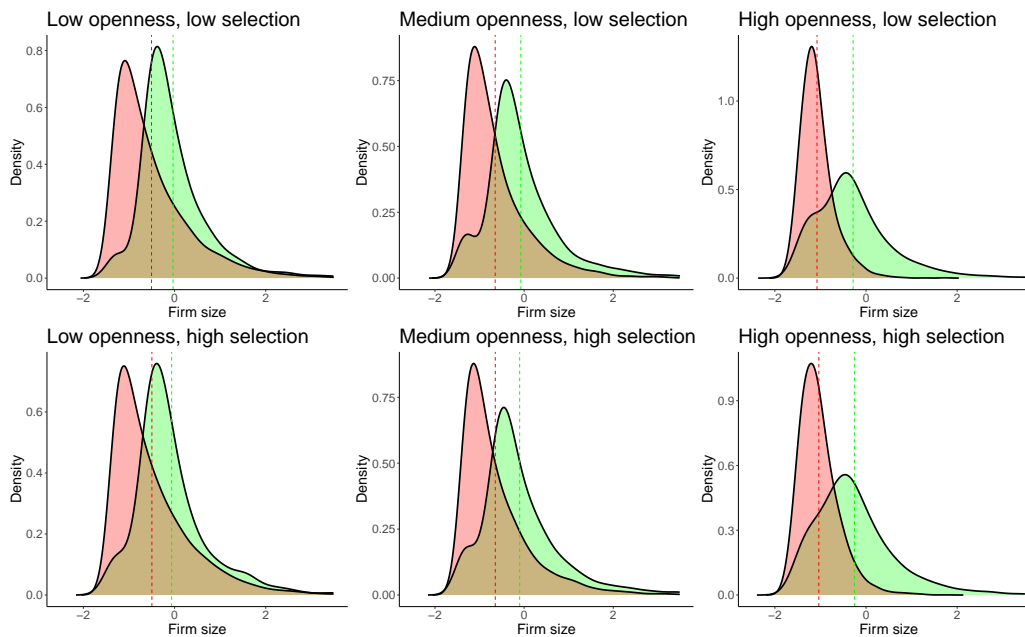 Low openness, low selection
Medium openness, low selection
High openness, low selection
Density
0.8
0.6
0.4
0.2
0.0
−2
0
2
Firm size
Density
0.75
0.50
0.25
0.00
−2
0
2
Firm size
Density
1.0
0.5
0.0
−2
0
2
Firm size
Low openness, high selection
Medium openness, high selection
High openness, high selection
Density
0.6
0.4
0.2
0.0
−2
0
2
Firm size
Density
0.75
0.50
0.25
0.00
−2
0
2
Firm size
Density
0.9
0.6
0.3
0.0
−2
0
2
Firm size